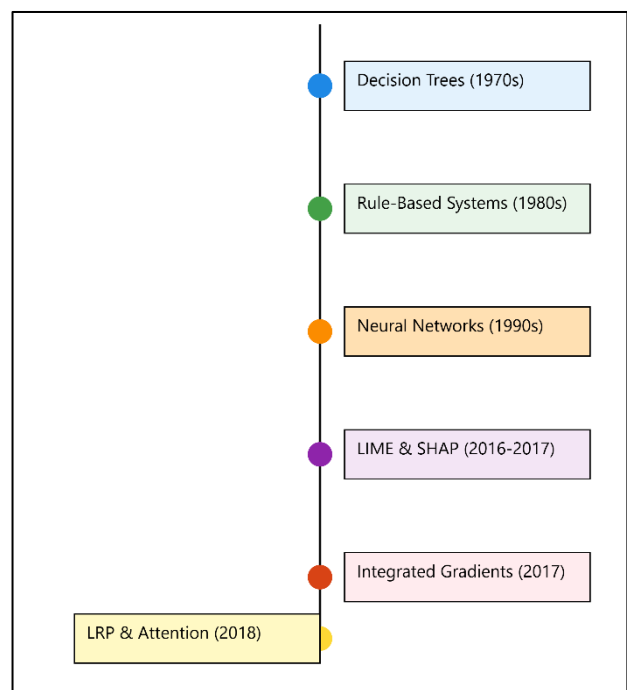 Decision Trees (1970s)
Rule-Based Systems (1980s)
Neural Networks (1990s)
LIME & SHAP (2016-2017)
Integrated Gradients (2017)
LRP & Attention (2018)